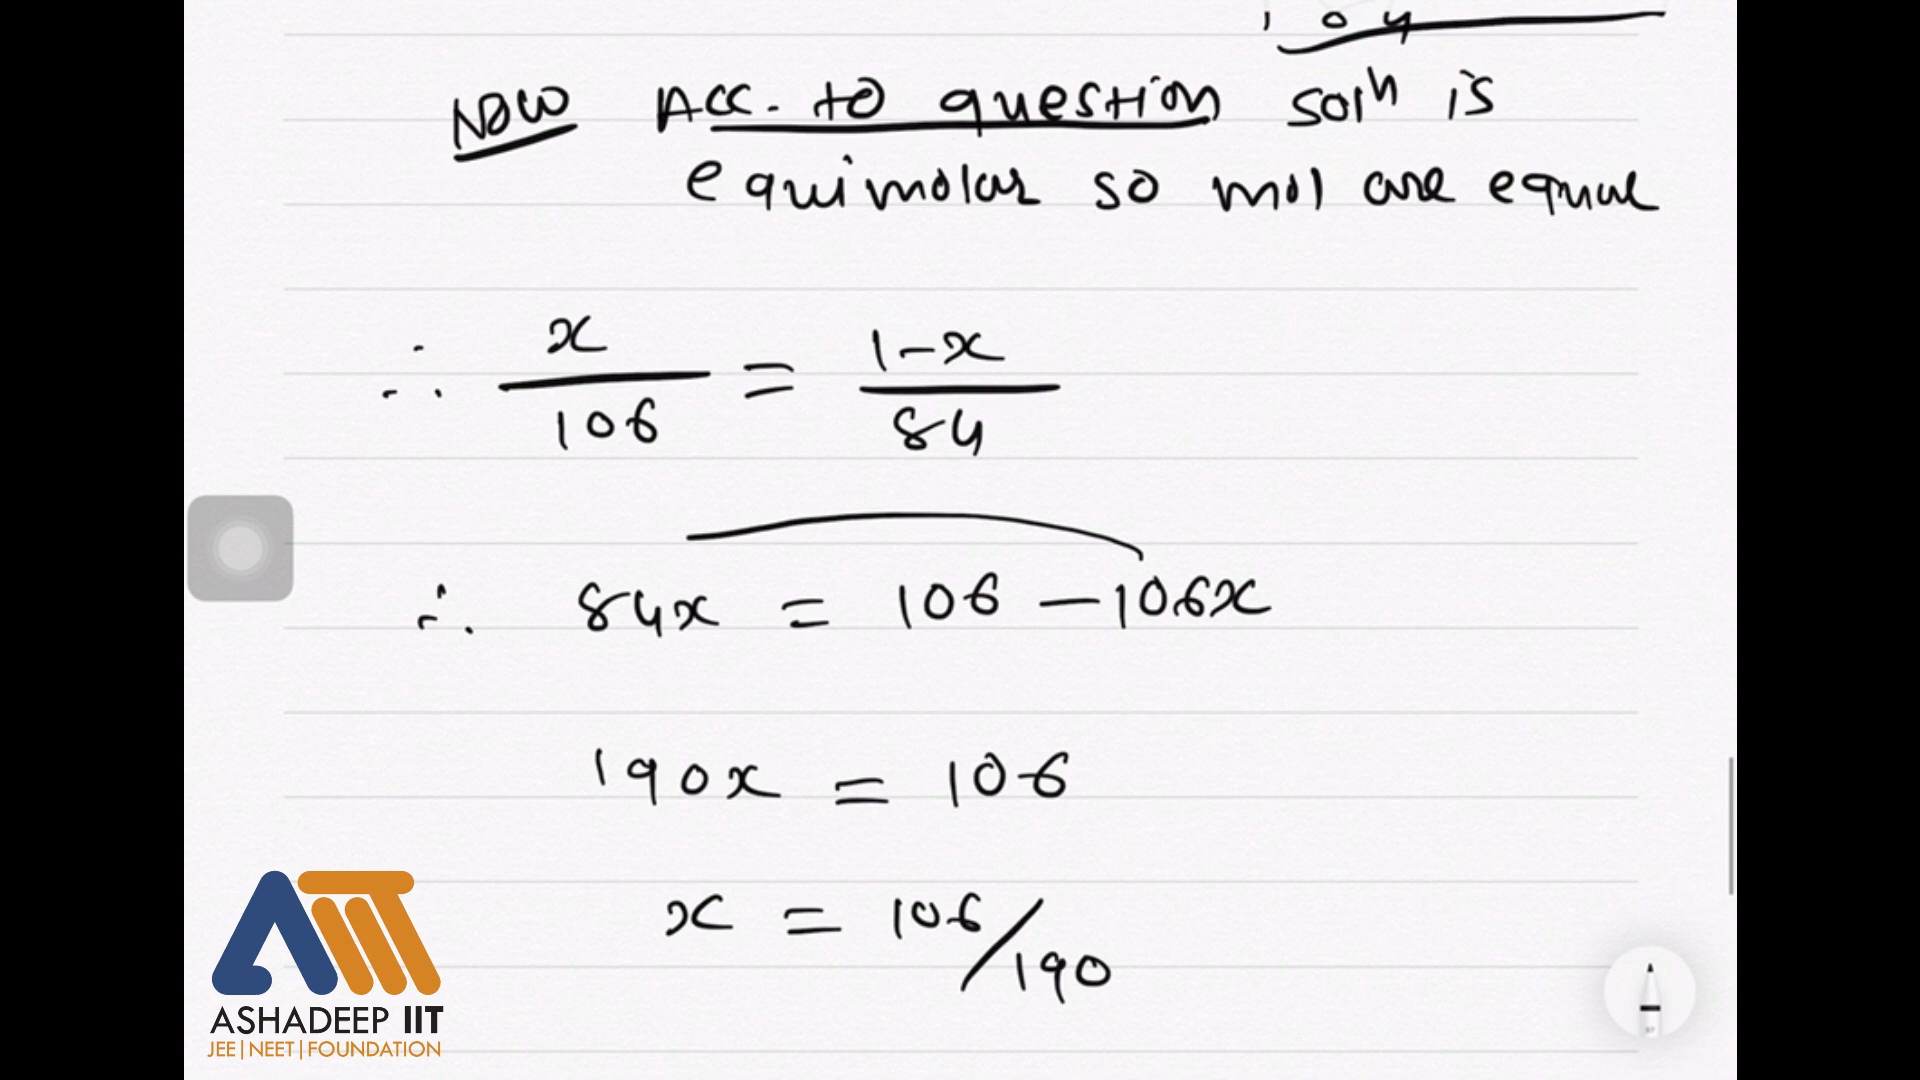 Now Acc. to question solⁿ is
equimolar so mol are equal
∴ x/106 = 1-x/84
∴ 84x = 106 - 106x
190x = 106
x = 106/190
ASHADEEP IIT
JEE | NEET | FOUNDATION